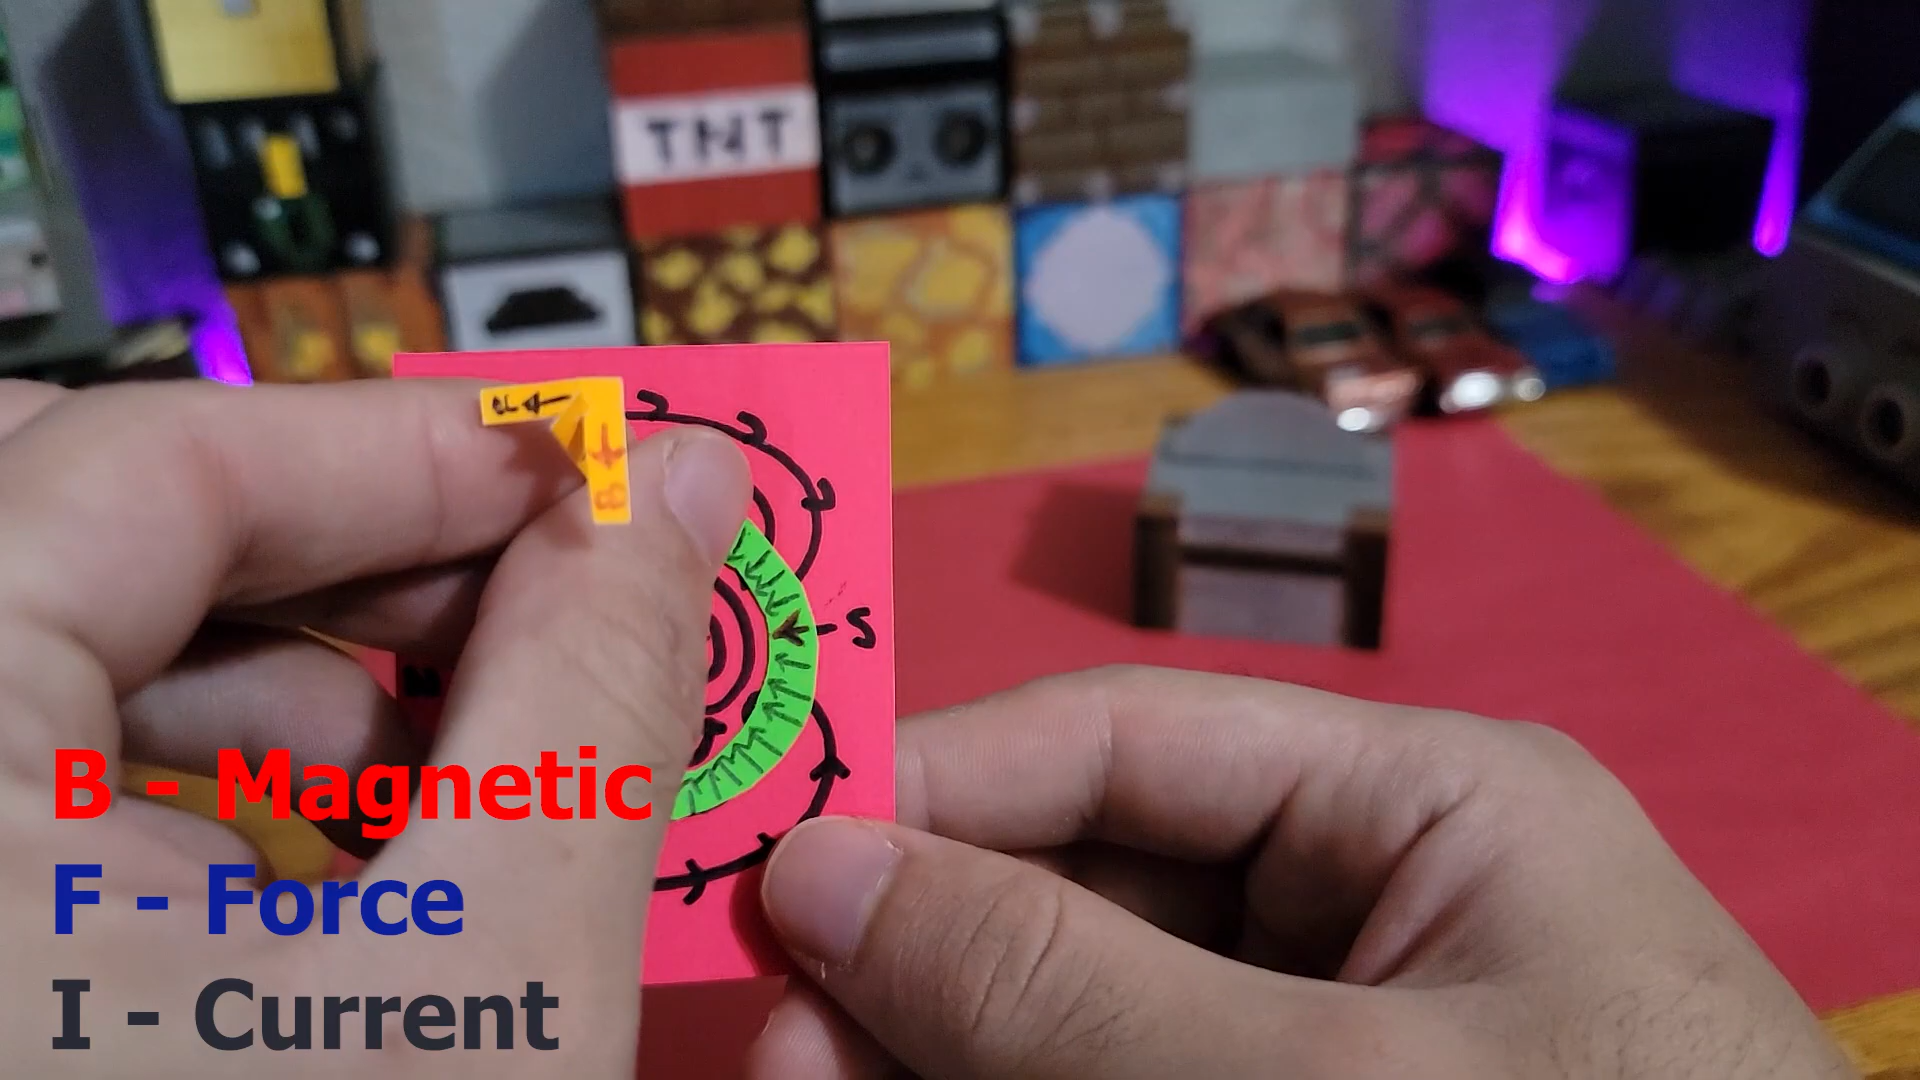 TNT
F
B
S
B - Magnetic
F - Force
I - Current